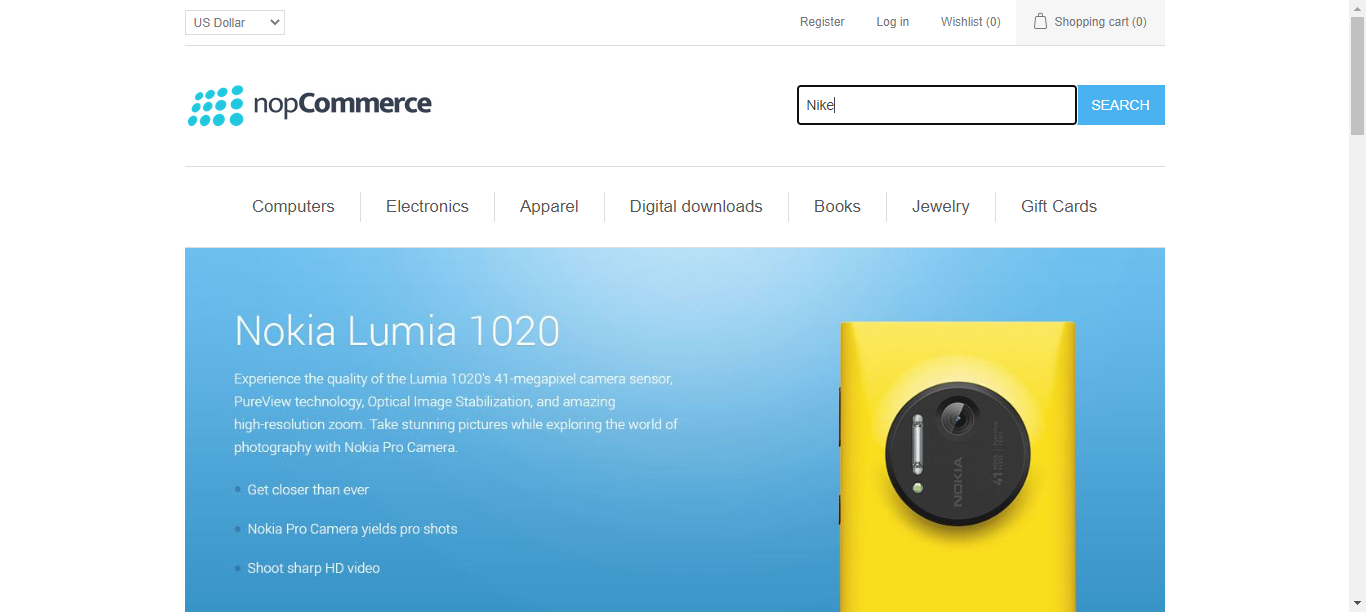 US Dollar
Register
Log in
Wishlist (0)
Shopping cart (0)
nopCommerce
Nike
SEARCH
Computers
Electronics
Apparel
Digital downloads
Books
Jewelry
Gift Cards
Nokia Lumia 1020
Experience the quality of the Lumia 1020's 41-megapixel camera sensor,
PureView technology, Optical Image Stabilization, and amazing
high-resolution zoom. Take stunning pictures while exploring the world of
photography with Nokia Pro Camera.
Get closer than ever
Nokia Pro Camera yields pro shots
Shoot sharp HD video
NOKIA
41